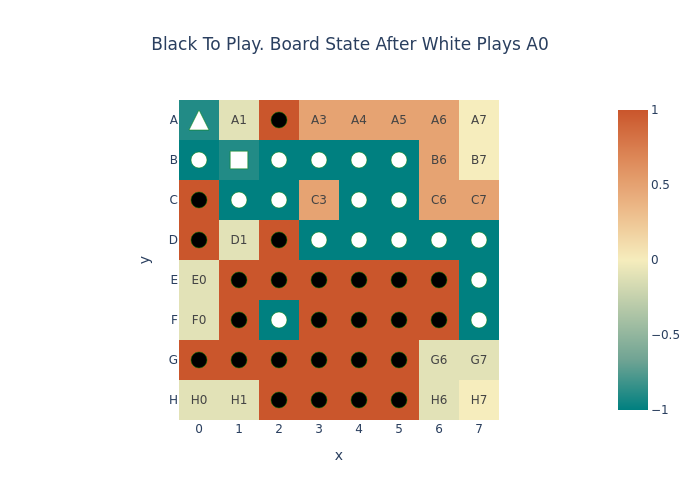 Black To Play. Board State After White Plays A0
A A1 A3 A4 A5 A6 A7 1
B B6 B7
C C3 C6 C7 0.5
D D1
y E E0 0
F F0 −0.5
G G6 G7
H H0 H1 H6 H7 −1
0 1 2 3 4 5 6 7
x